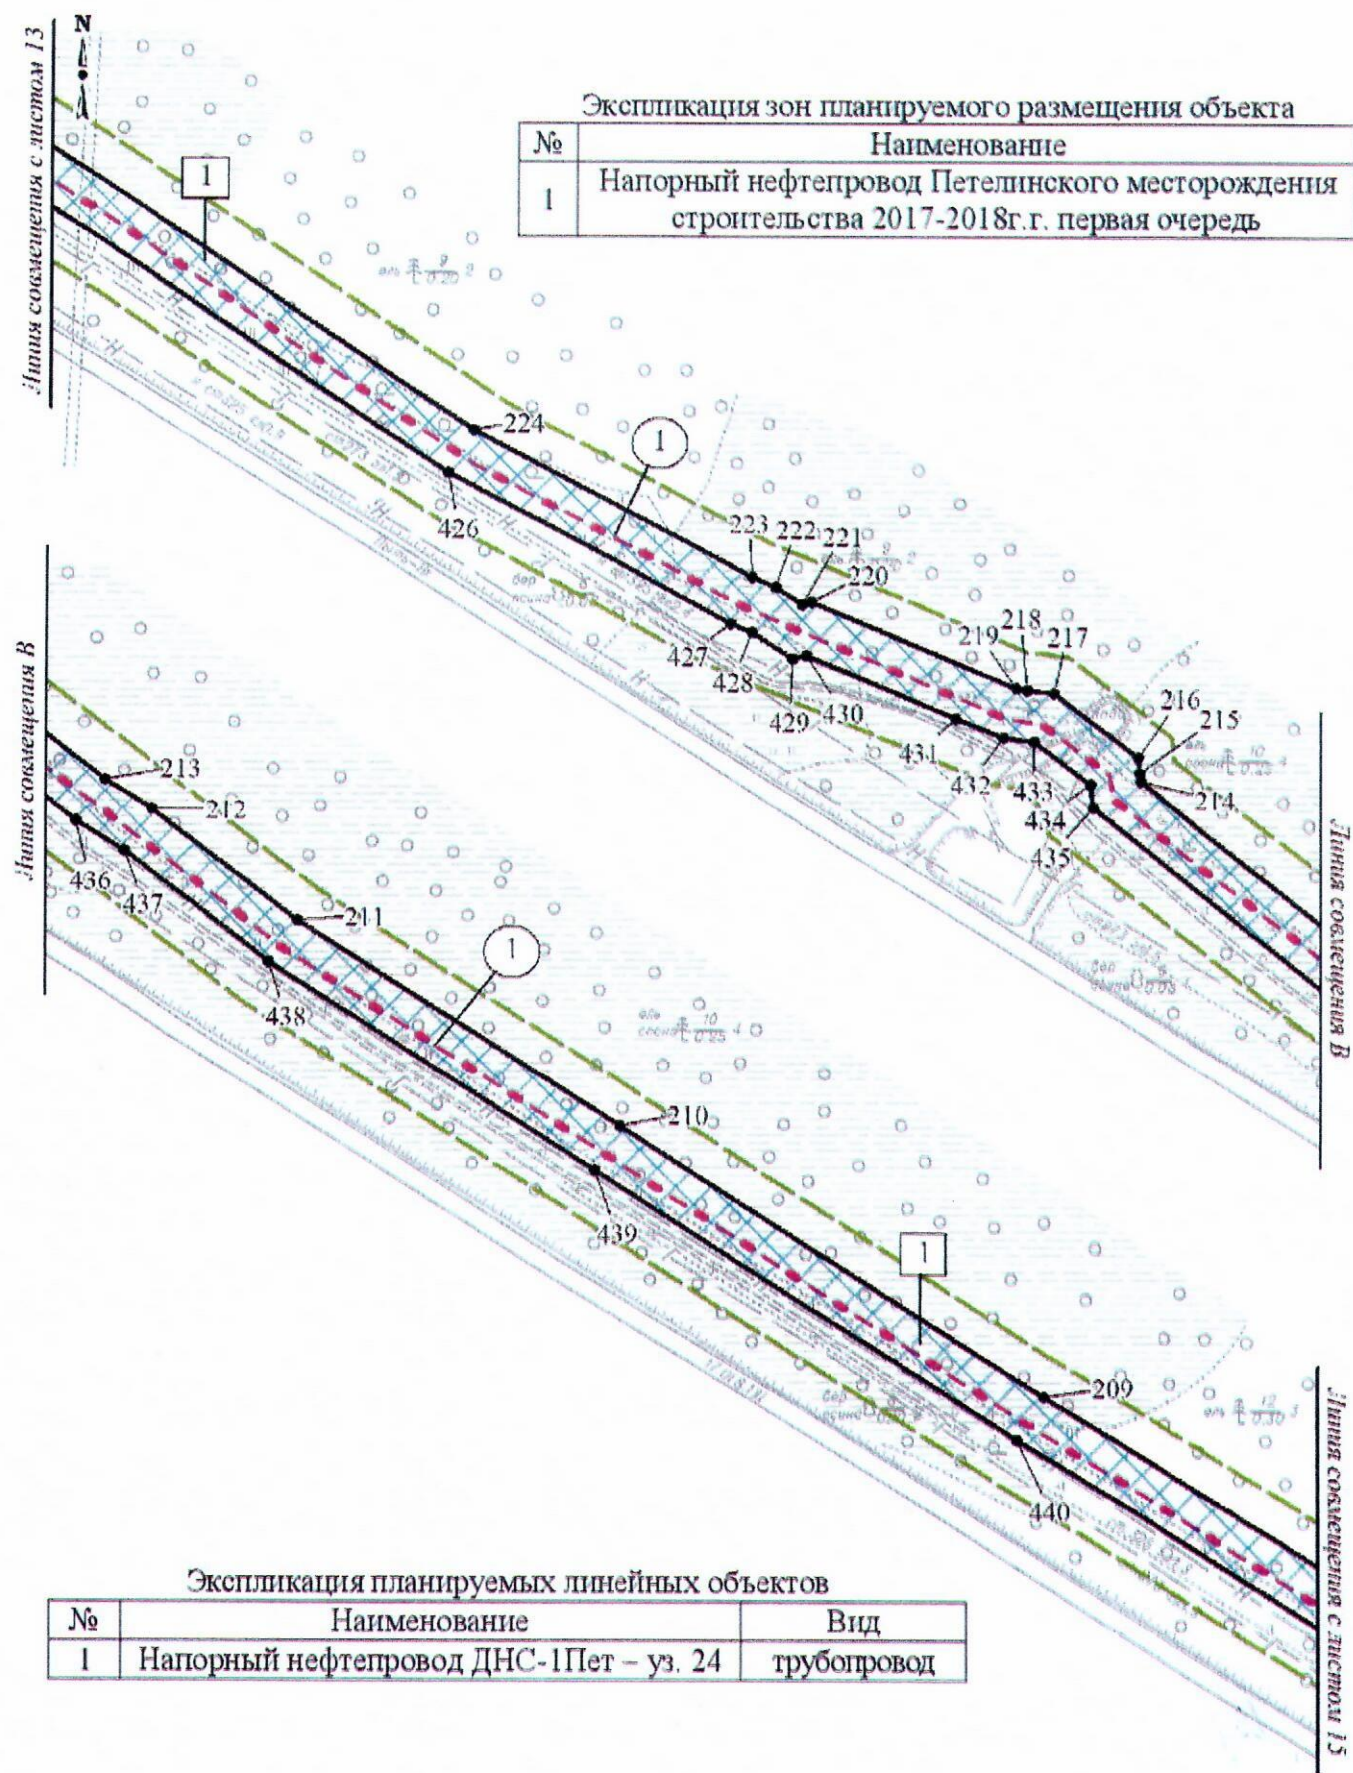 Линия совмещения с листом 13
N
Экспликация зон планируемого размещения объекта
№ Наименование
1 Напорный нефтепровод Петелинского месторождения
строительства 2017-2018г.г. первая очередь
1
224
1
426
223
222
221
220
219
218
217
216
215
214
427
428
429
430
431
432
433
434
435
Линия совмещения В
Линия совмещения В
213
212
211
436
437
438
1
210
439
1
209
440
Линия совмещения с листом 15
Экспликация планируемых линейных объектов
№ Наименование Вид
1 Напорный нефтепровод ДНС-1Пет – уз. 24 трубопровод